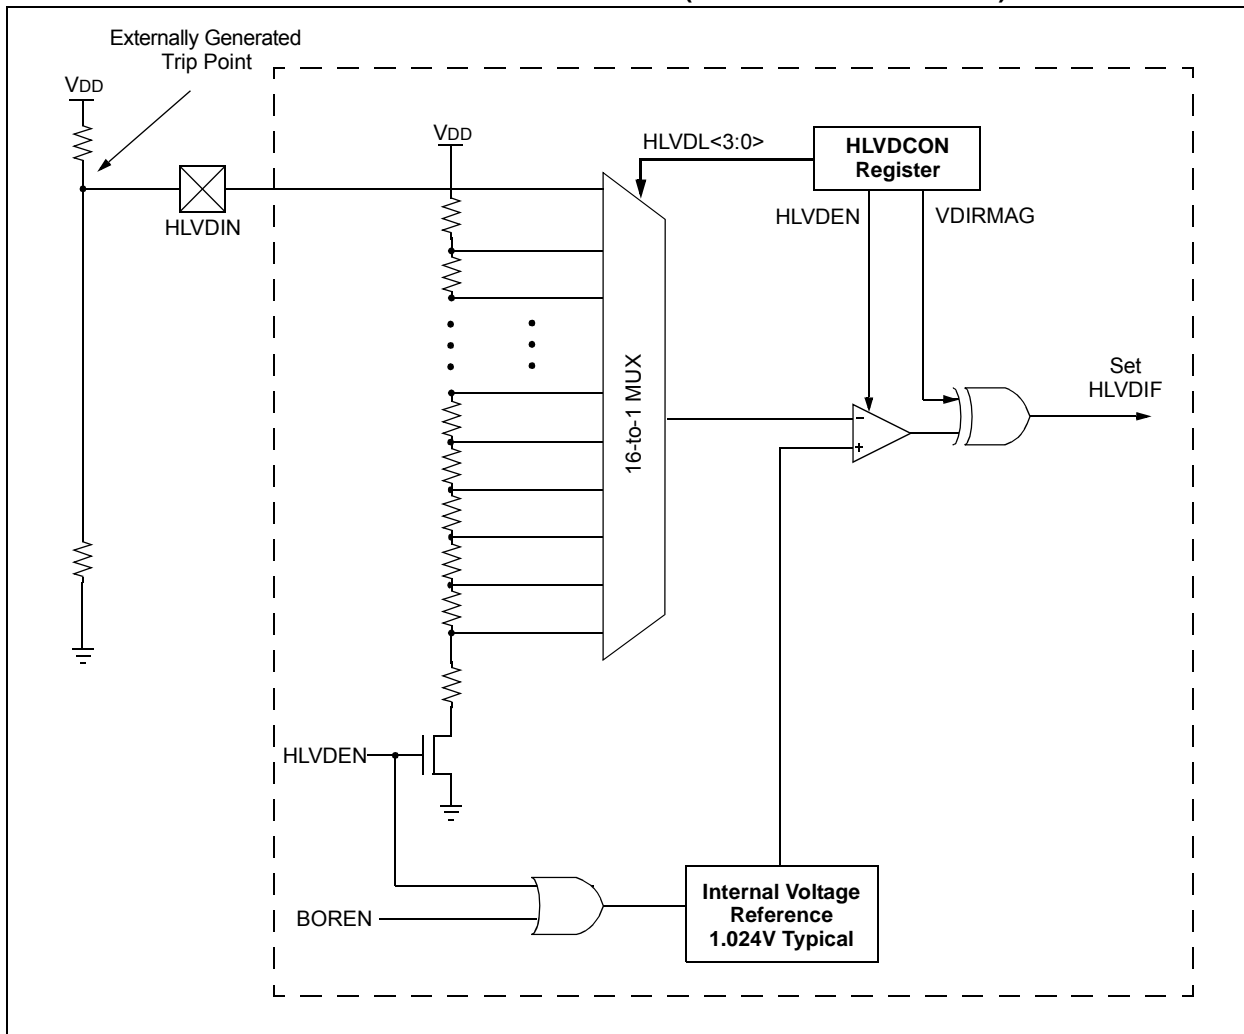 Externally Generated
Trip Point
VDD
VDD
HLVDIN
HLVDL<3:0>
HLVDCON
Register
HLVDEN
VDIRMAG
16-to-1 MUX
–
+
Set
HLVDIF
HLVDEN
BOREN
Internal Voltage
Reference
1.024V Typical